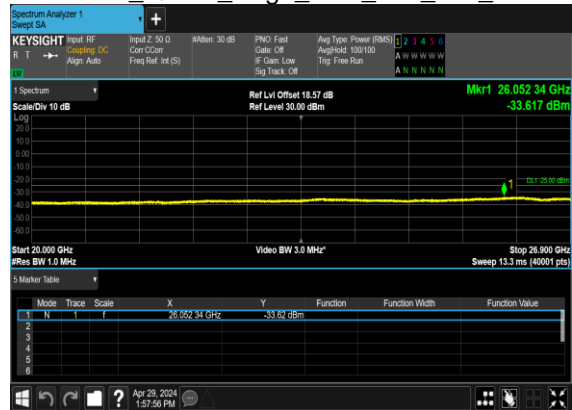 Spectrum Analyzer 1
Swept SA
KEYSIGHT Input: RF Input Z: 50 Ω #Atten: 30 dB PNO: Fast Avg Type: Power (RMS) 1 2 3 4 5 6
R T Coupling: DC Corr CCorr Gate: Off Avg|Hold: 100/100 A W W W W W
Align: Auto Freq Ref: Int (S) IF Gain: Low Trig: Free Run
Sig Track: Off A N N N N N
1 Spectrum Ref Lvl Offset 18.57 dB Mkr1 26.052 34 GHz
Scale/Div 10 dB Ref Level 30.00 dBm -33.617 dBm
Log
20.0
10.0
0.00
-10.0
-20.0
1 DL1 -25.00 dBm
-30.0
-40.0
-50.0
-60.0
Start 20.000 GHz Video BW 3.0 MHz* Stop 26.900 GHz
#Res BW 1.0 MHz Sweep 13.3 ms (40001 pts)
5 Marker Table
Mode Trace Scale X Y Function Function Width Function Value
1 N 1 f 26.052 34 GHz -33.62 dBm
2
3
4
5
6
? Apr 29, 2024
1:57:56 PM